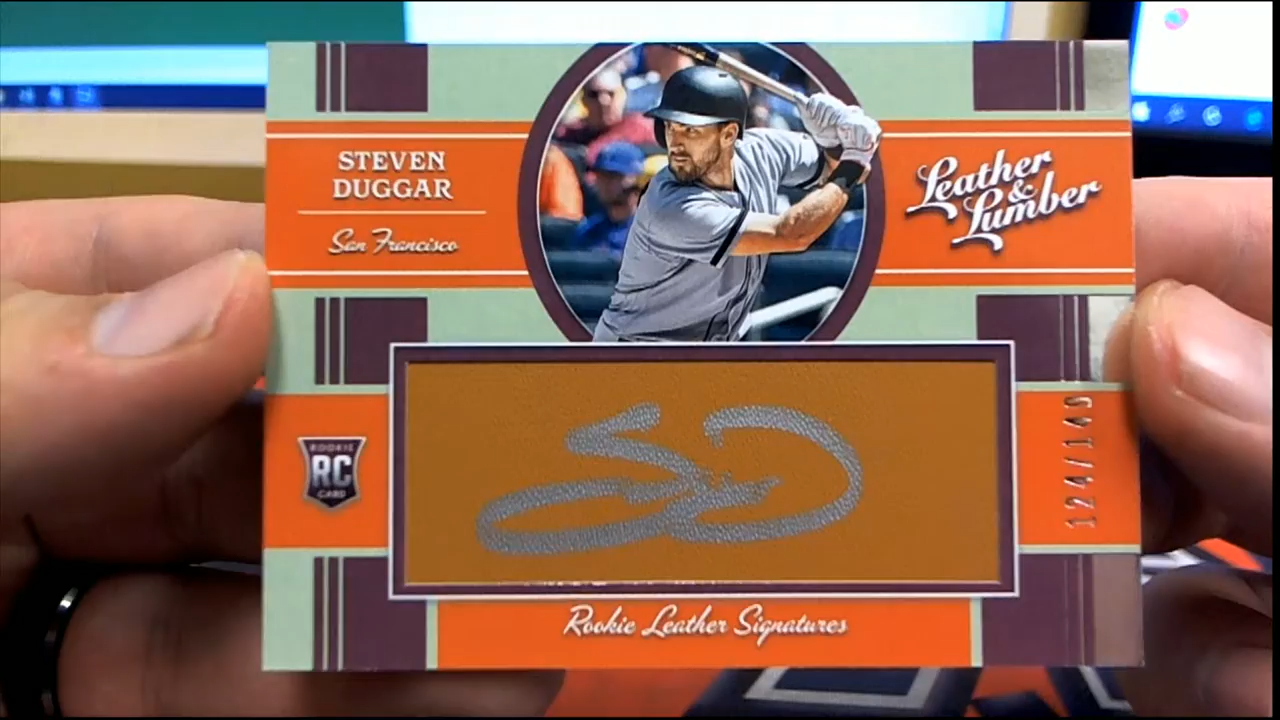 STEVEN
DUGGAR
San Francisco
Leather
&
Lumber
ROOKIE
RC
CARD
124/149
Rookie Leather Signatures